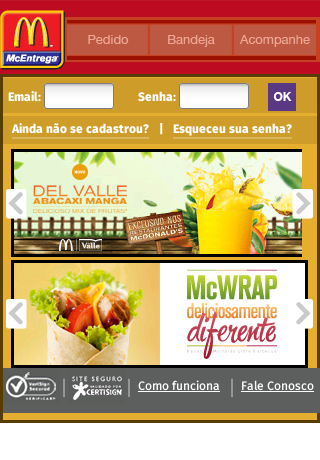 McEntrega
Pedido
Bandeja
Acompanhe
Email:
Senha:
OK
Ainda não se cadastrou? | Esqueceu sua senha?
NOVO
DEL VALLE
ABACAXI MANGA
DELICIOSO MIX DE FRUTAS
EXCLUSIVO NOS
RESTAURANTES
McDONALD'S
del Valle
McWRAP
deliciosamente
diferente
VeriSign
Secured
VERIFICAR
SITE SEGURO
VALIDADO POR
CERTISIGN
Como funciona
Fale Conosco